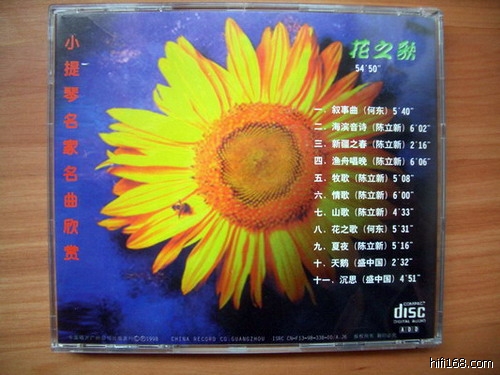 小提琴名家名曲欣赏
花之歌
54'50"
一．叙事曲（何东）5'40"
二．海滨音诗（陈立新）6'02"
三．新疆之春（陈立新）2'16"
四．渔舟唱晚（陈立新）6'06"
五．牧歌（陈立新）5'08"
六．情歌（陈立新）6'00"
七．山歌（陈立新）4'33"
八．花之歌（何东）5'31"
九．夏夜（陈立新）5'16"
十．天鹅（盛中国）2'32"
十一．沉思（盛中国）4'51"
COMPACT
disc
DIGITAL AUDIO
ADD
CHINA RECORD CO.GUANGZHOU
hifi168.com